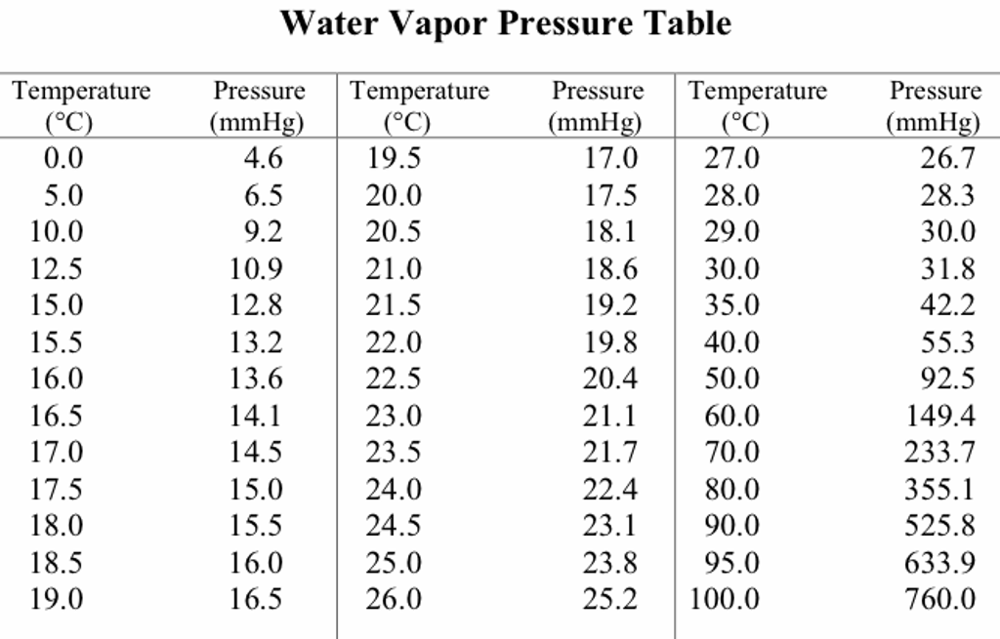 Water Vapor Pressure Table
Temperature Pressure Temperature Pressure Temperature Pressure
(°C) (mmHg) (°C) (mmHg) (°C) (mmHg)
0.0 4.6 19.5 17.0 27.0 26.7
5.0 6.5 20.0 17.5 28.0 28.3
10.0 9.2 20.5 18.1 29.0 30.0
12.5 10.9 21.0 18.6 30.0 31.8
15.0 12.8 21.5 19.2 35.0 42.2
15.5 13.2 22.0 19.8 40.0 55.3
16.0 13.6 22.5 20.4 50.0 92.5
16.5 14.1 23.0 21.1 60.0 149.4
17.0 14.5 23.5 21.7 70.0 233.7
17.5 15.0 24.0 22.4 80.0 355.1
18.0 15.5 24.5 23.1 90.0 525.8
18.5 16.0 25.0 23.8 95.0 633.9
19.0 16.5 26.0 25.2 100.0 760.0